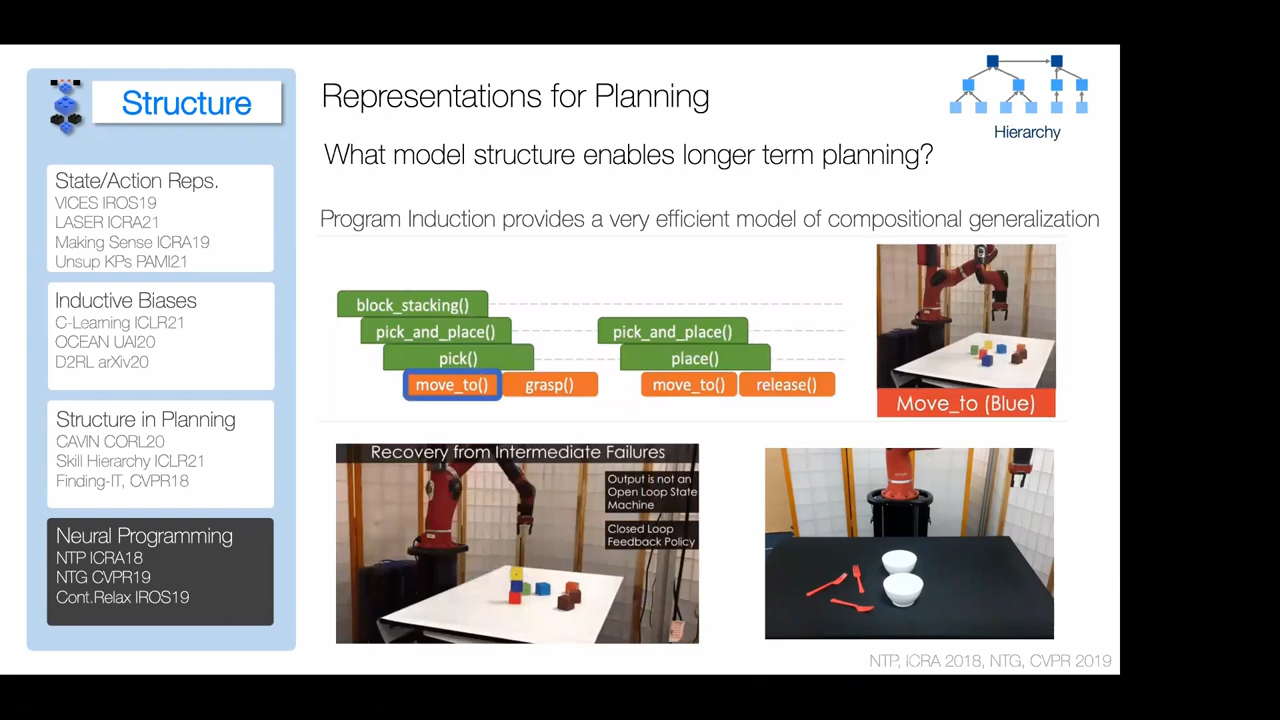 Structure
State/Action Reps.
VICES IROS19
LASER ICRA21
Making Sense ICRA19
Unsup KPs PAMI21
Inductive Biases
C-Learning ICLR21
OCEAN UAI20
D2RL arXiv20
Structure in Planning
CAVIN CORL20
Skill Hierarchy ICLR21
Finding-IT, CVPR18
Neural Programming
NTP ICRA18
NTG CVPR19
Cont.Relax IROS19
Representations for Planning
Hierarchy
What model structure enables longer term planning?
Program Induction provides a very efficient model of compositional generalization
block_stacking()
pick_and_place() pick_and_place()
pick() place()
move_to() grasp() move_to() release()
Move_to (Blue)
Recovery from Intermediate Failures
Output is not an
Open Loop State
Machine
Closed Loop
Feedback Policy
NTP, ICRA 2018, NTG, CVPR 2019